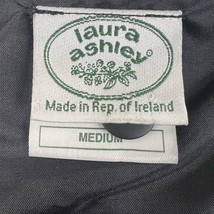 laura
ashley
Made in Rep. of Ireland
MEDIUM